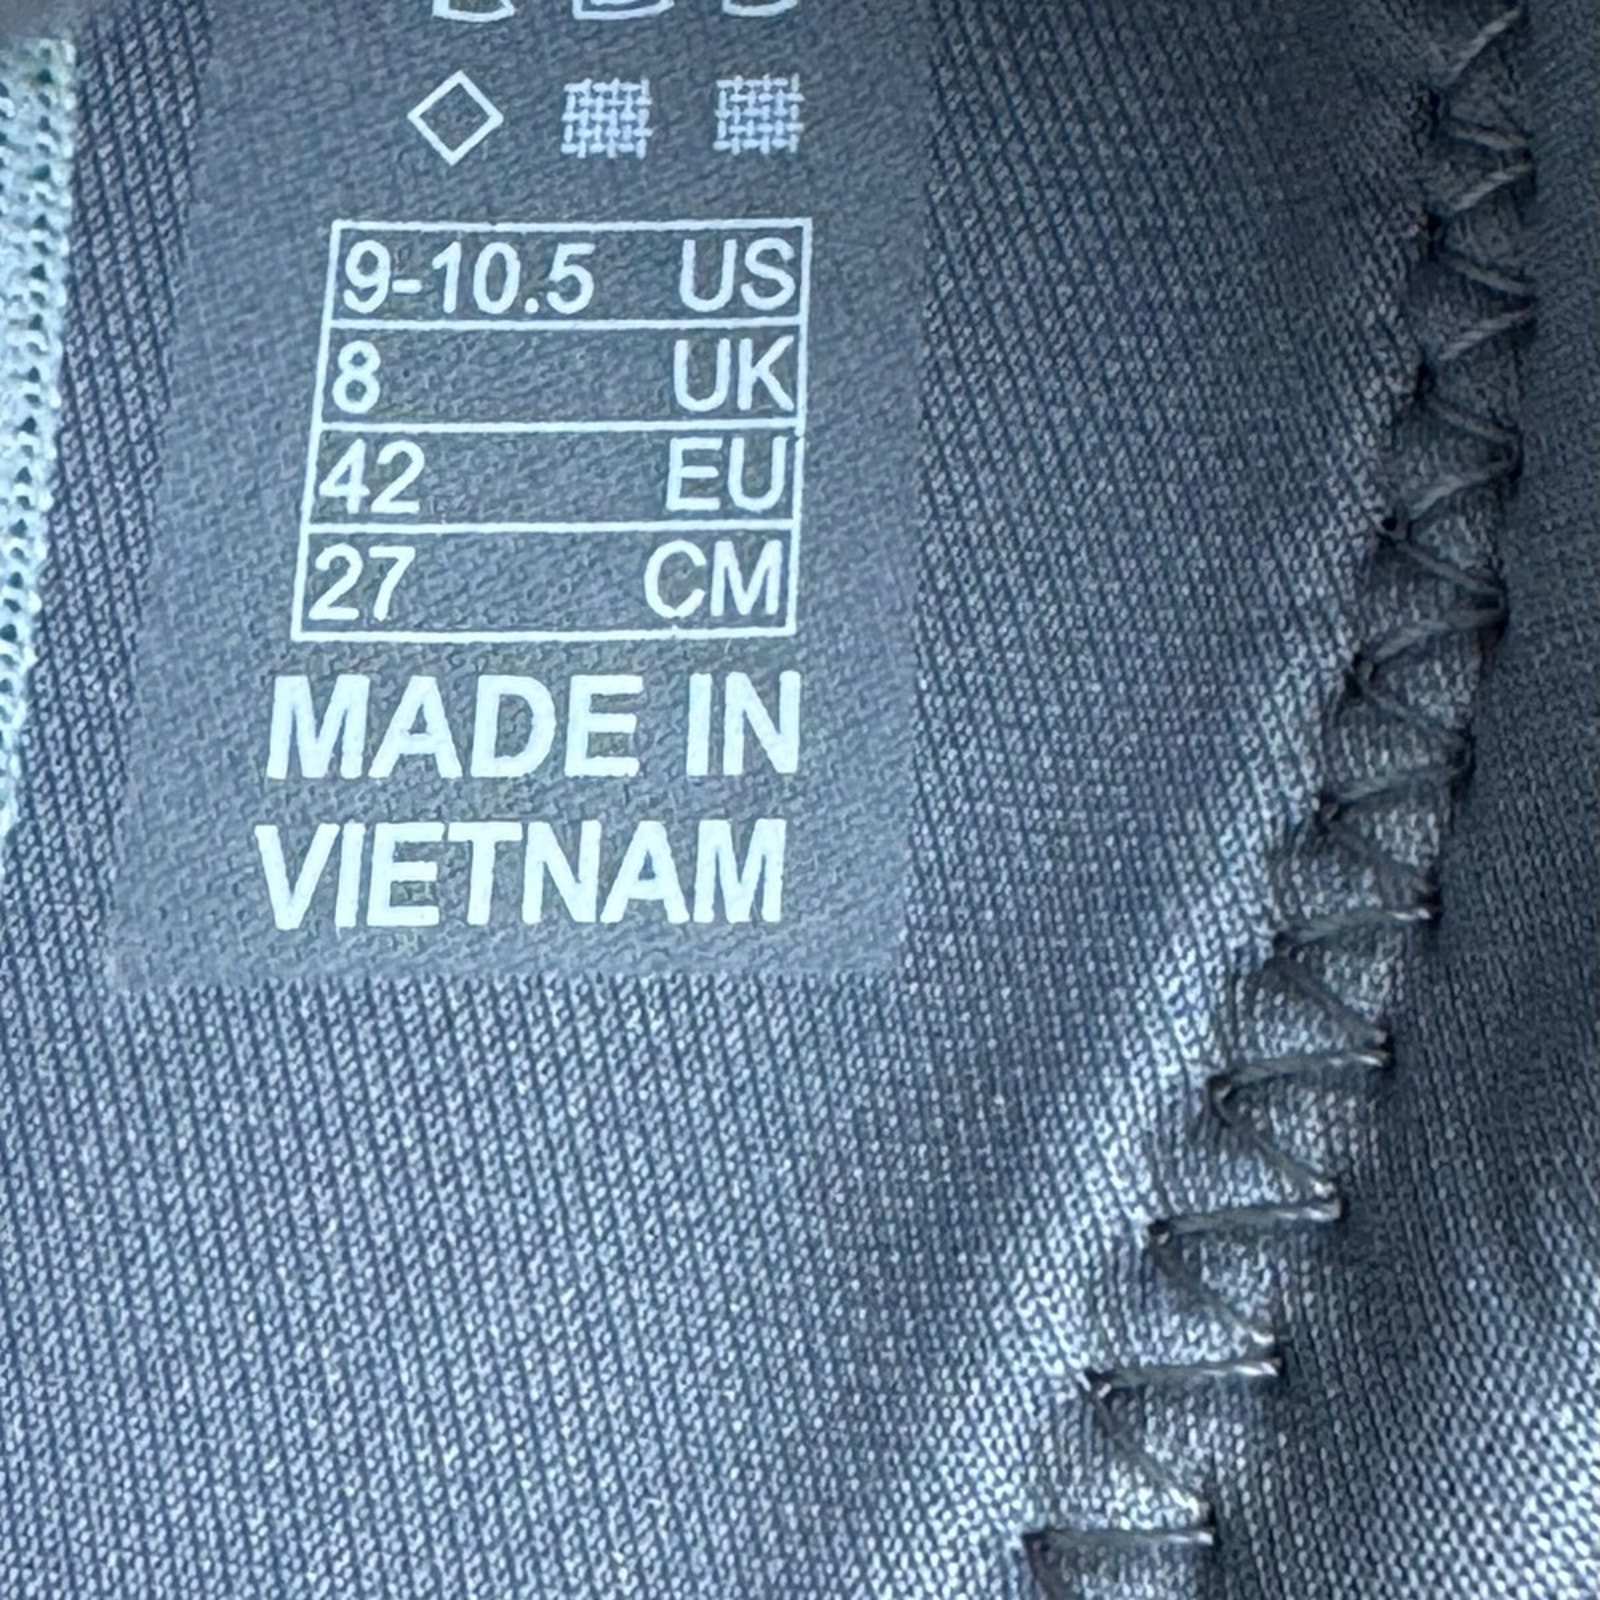 9-10.5 US
8 UK
42 EU
27 CM
MADE IN
VIETNAM